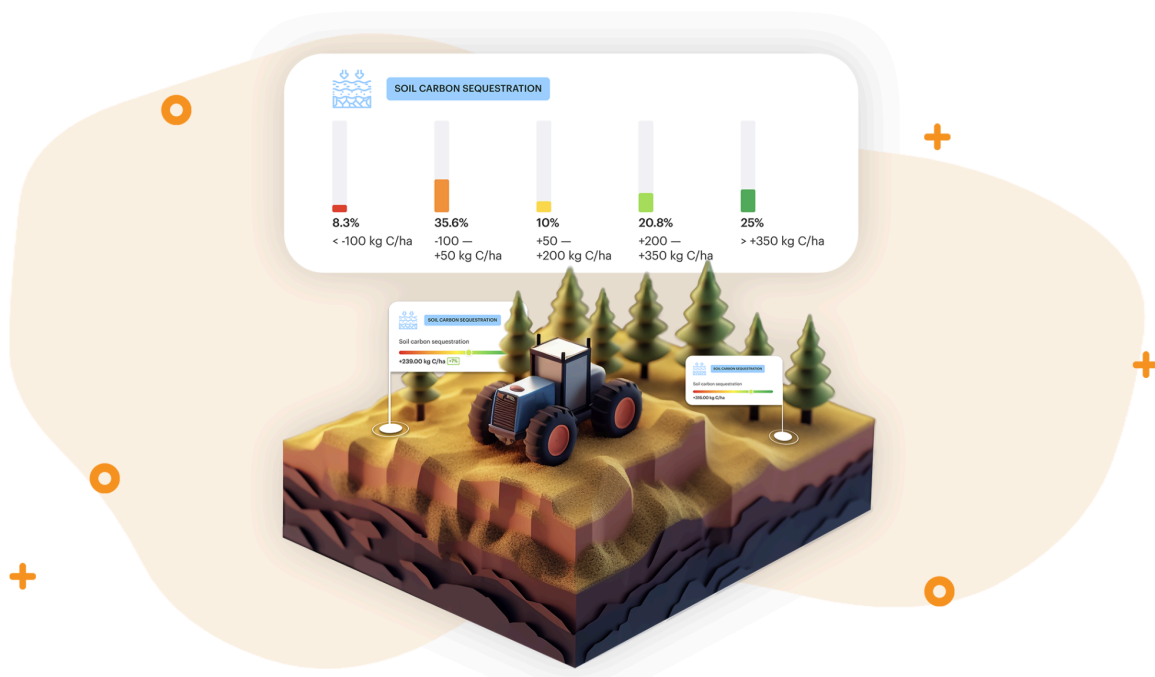 SOIL CARBON SEQUESTRATION
8.3%
< -100 kg C/ha
35.6%
-100 —
+50 kg C/ha
10%
+50 —
+200 kg C/ha
20.8%
+200 —
+350 kg C/ha
25%
> +350 kg C/ha
SOIL CARBON SEQUESTRATION
Soil carbon sequestration
+239.00 kg C/ha
SOIL CARBON SEQUESTRATION
Soil carbon sequestration